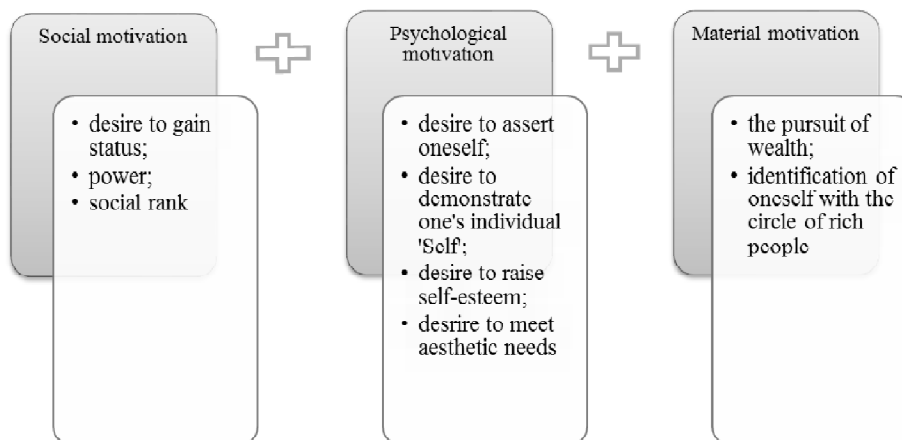 Social motivation
• desire to gain
status;
• power;
• social rank
Psychological
motivation
• desire to assert
oneself;
• desire to
demonstrate
one's individual
'Self';
• desire to raise
self-esteem;
• desrire to meet
aesthetic needs
Material motivation
• the pursuit of
wealth;
• identification of
oneself with the
circle of rich
people